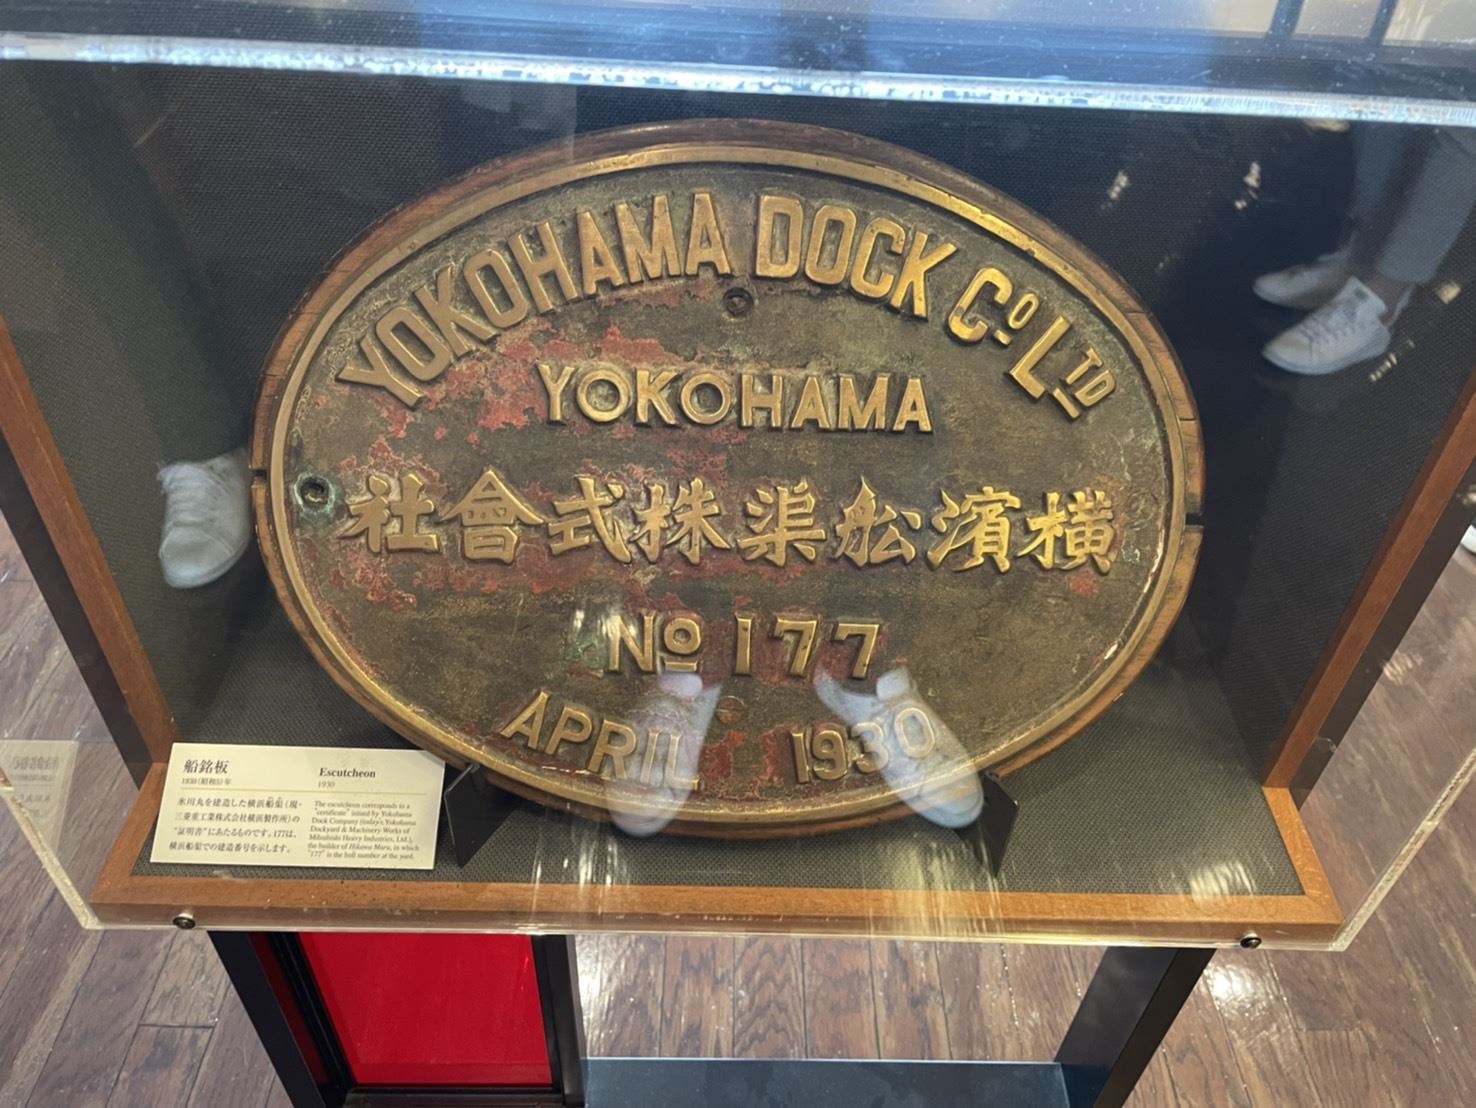 YOKOHAMA DOCK Cº LTD
YOKOHAMA
社會式株渠舩濱横
Nº 177
APRIL 1930
船銘板
1930(昭和5)年
氷川丸を建造した横浜船渠(現・
三菱重工業株式会社横浜製作所)の
“証明書”にあたるものです。177は、
横浜船渠での建造番号を示します。
Escutcheon
1930
The escutcheon corresponds to a
"certificate" issued by Yokohama
Dock Company (today's Yokohama
Dockyard & Machinery Works of
Mitsubishi Heavy Industries, Ltd.),
the builder of Hikawa Maru, in which
"177" is the hull number at the yard.